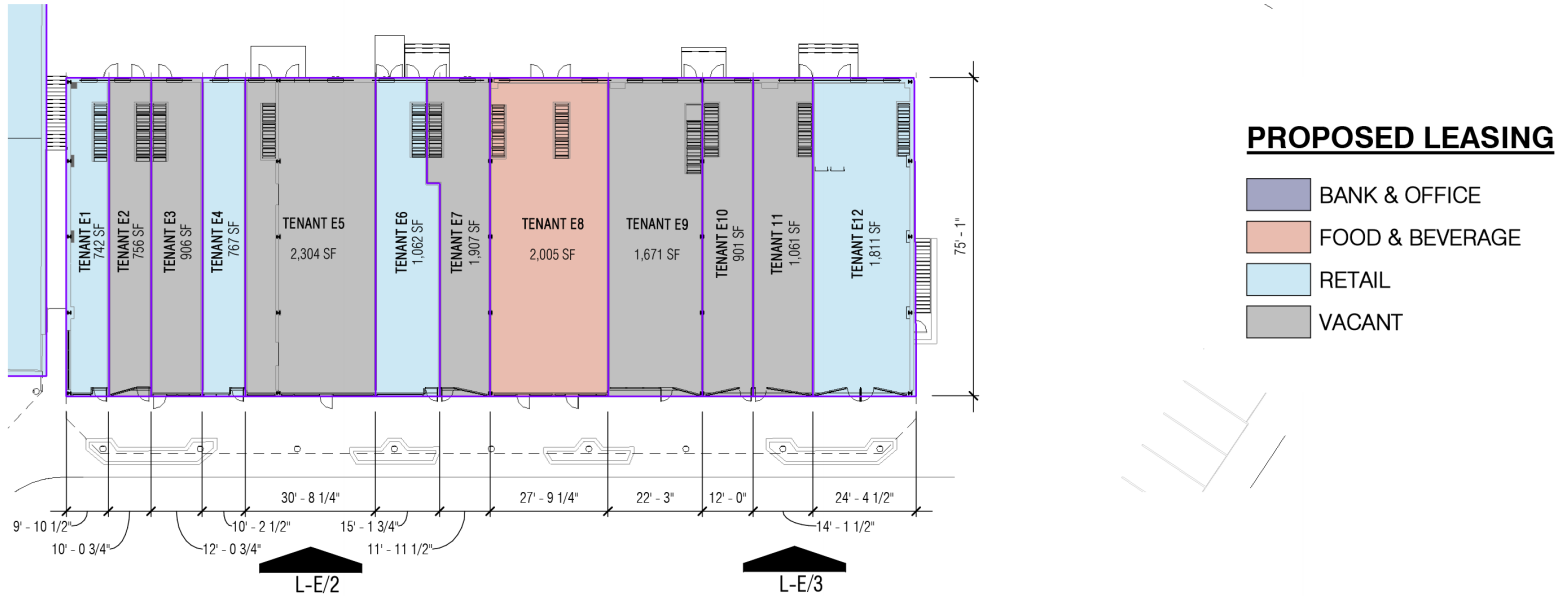 TENANT E1
742 SF
TENANT E2
756 SF
TENANT E3
906 SF
TENANT E4
767 SF
TENANT E5
2,304 SF
TENANT E6
1,062 SF
TENANT E7
1,907 SF
TENANT E8
2,005 SF
TENANT E9
1,671 SF
TENANT E10
901 SF
TENANT 11
1,061 SF
TENANT E12
1,811 SF
75' - 1"
PROPOSED LEASING
BANK & OFFICE
FOOD & BEVERAGE
RETAIL
VACANT
30' - 8 1/4"
27' - 9 1/4"
22' - 3"
12' - 0"
24' - 4 1/2"
9' - 10 1/2"
10' - 2 1/2"
15' - 1 3/4"
14' - 1 1/2"
10' - 0 3/4"
12' - 0 3/4"
11' - 11 1/2"
L-E/2
L-E/3